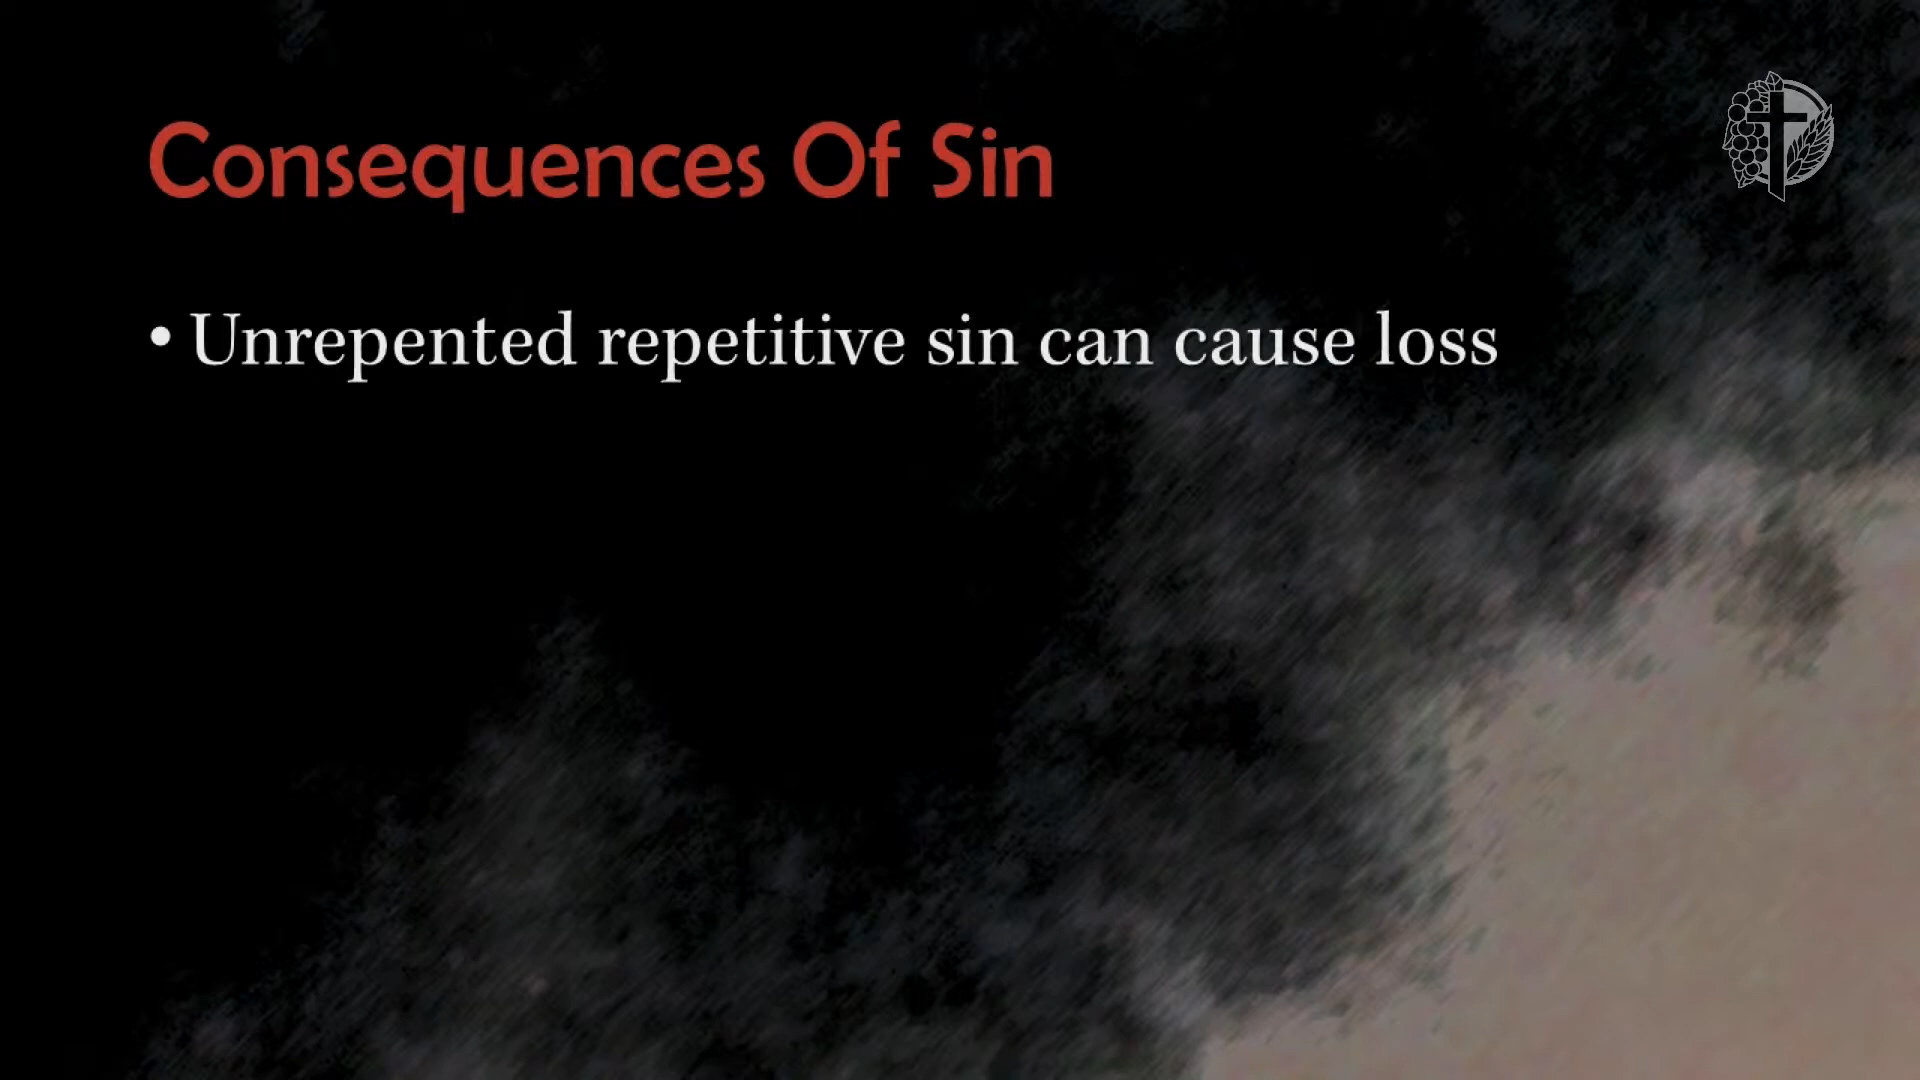 Consequences Of Sin
• Unrepented repetitive sin can cause loss